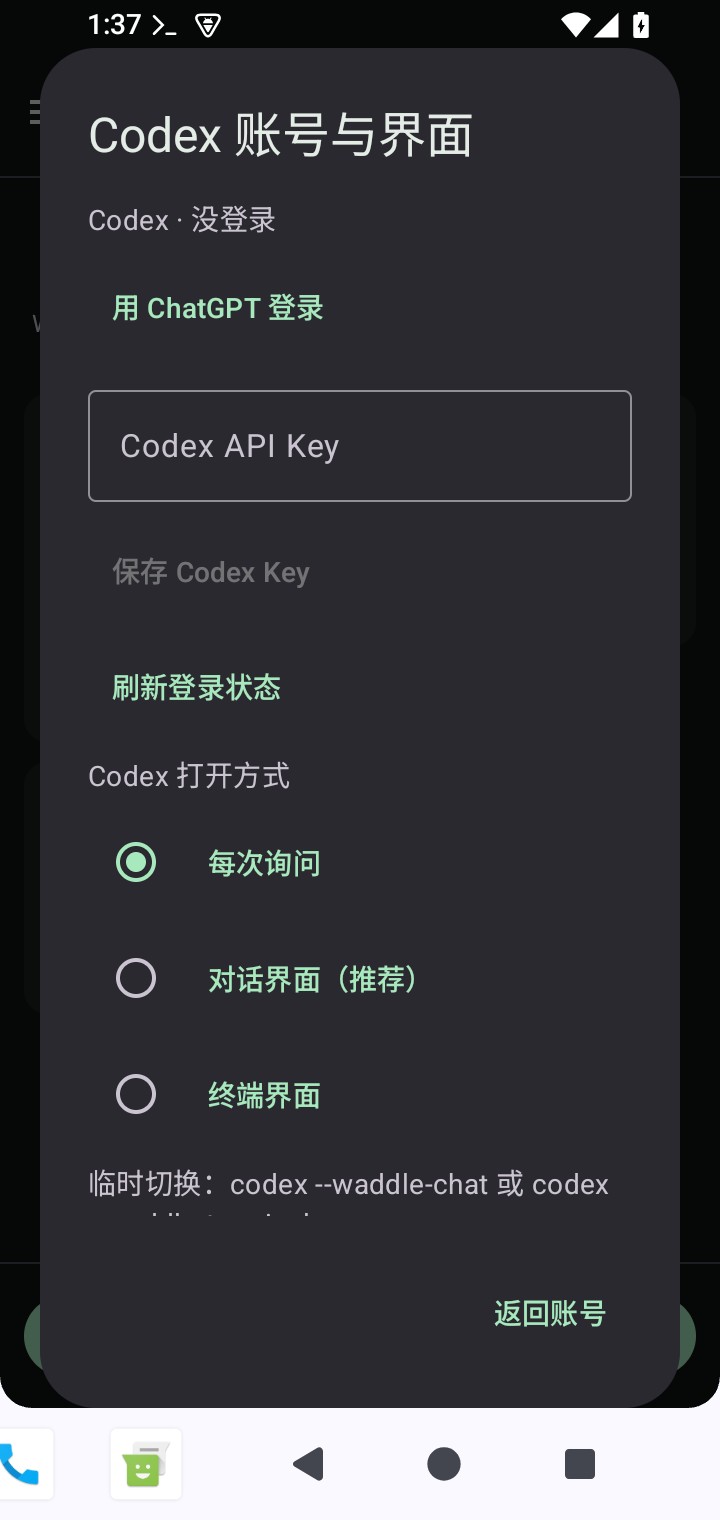 1:37
Codex 账号与界面
Codex · 没登录
用 ChatGPT 登录
Codex API Key
保存 Codex Key
刷新登录状态
Codex 打开方式
每次询问
对话界面（推荐）
终端界面
临时切换：codex --waddle-chat 或 codex
返回账号